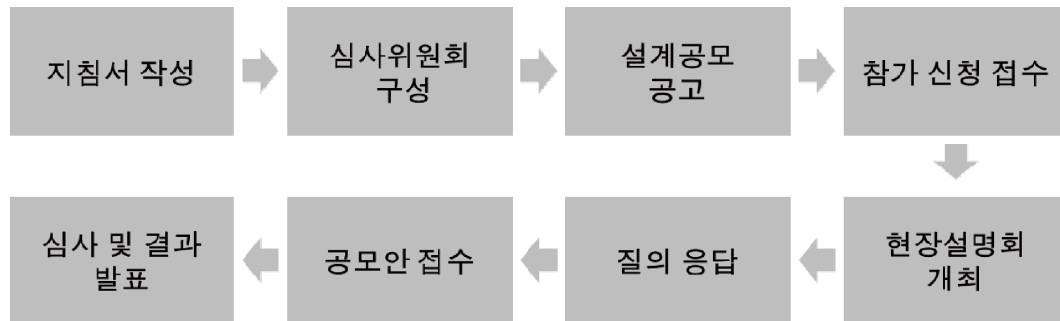 지침서 작성
심사위원회
구성
설계공모
공고
참가 신청 접수
현장설명회
개최
질의 응답
공모안 접수
심사 및 결과
발표